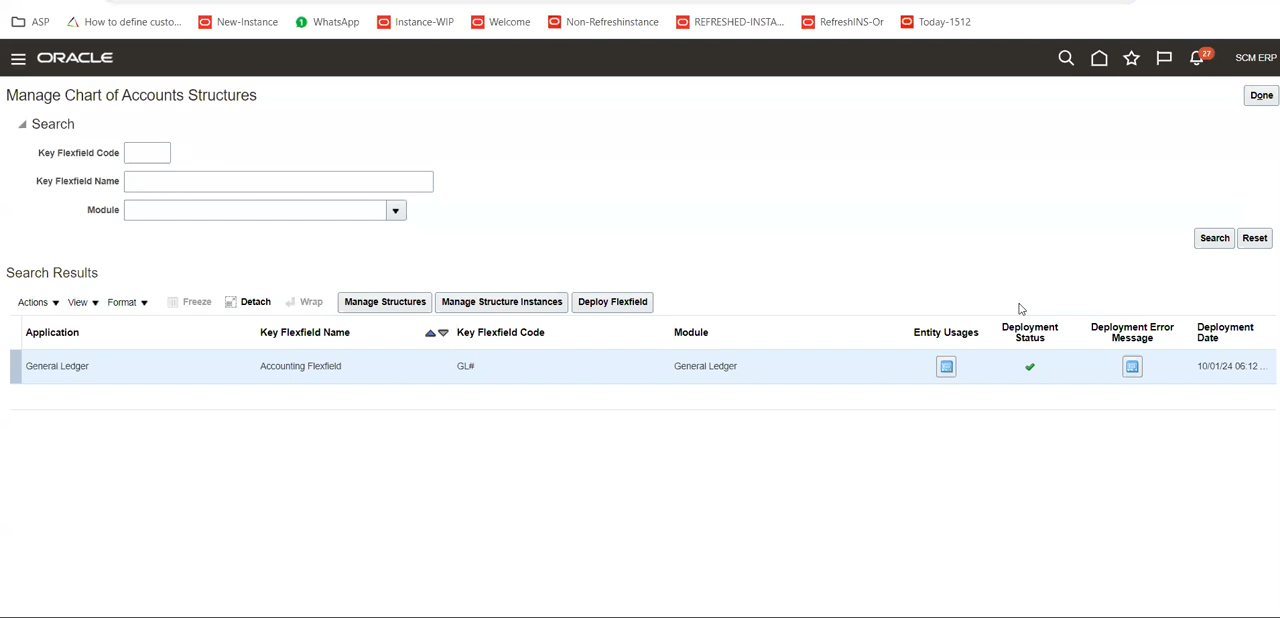 ASP How to define custo... New-Instance WhatsApp Instance-WIP Welcome Non-Refreshinstance REFRESHED-INSTA... RefreshINS-Or Today-1512
ORACLE 27 SCM ERP
Manage Chart of Accounts Structures Done
Search
Key Flexfield Code
Key Flexfield Name
Module
Search Reset
Search Results
Actions View Format Freeze Detach Wrap Manage Structures Manage Structure Instances Deploy Flexfield
Application Key Flexfield Name Key Flexfield Code Module Entity Usages Deployment Status Deployment Error Message Deployment Date
General Ledger Accounting Flexfield GL# General Ledger 10/01/24 06:12 ...